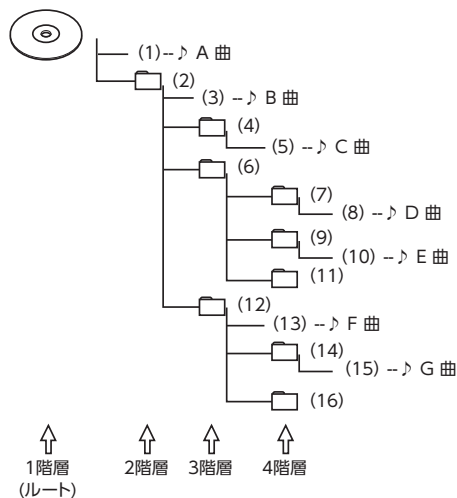 (1)--♪ A 曲
(2)
(3) --♪ B 曲
(4)
(5) --♪ C 曲
(6)
(7)
(8) --♪ D 曲
(9)
(10) --♪ E 曲
(11)
(12)
(13) --♪ F 曲
(14)
(15) --♪ G 曲
(16)
1階層
(ルート)
2階層
3階層
4階層